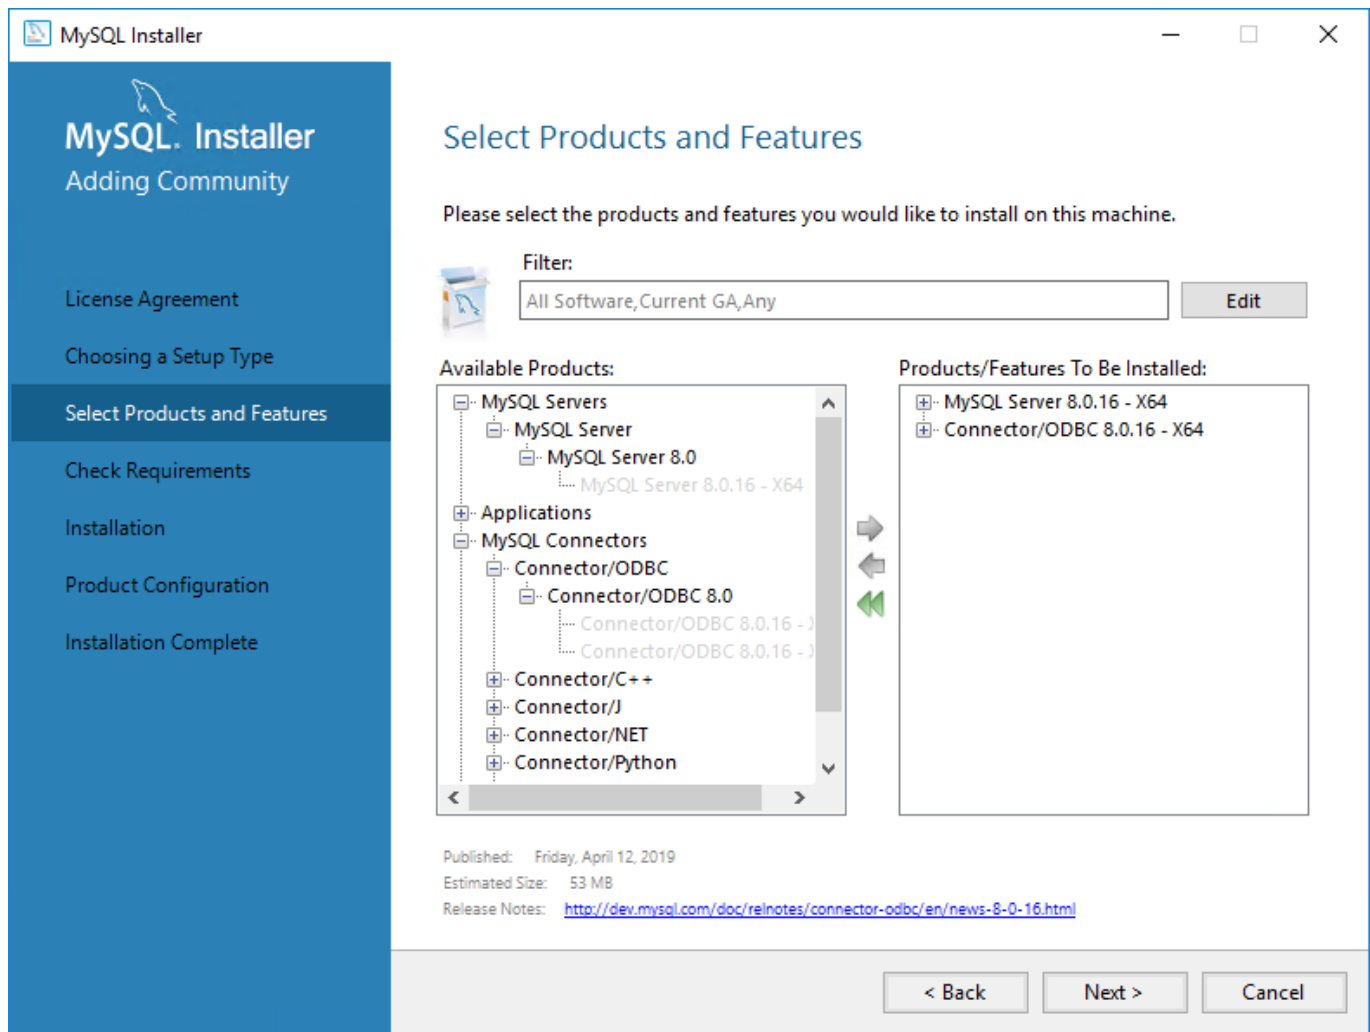 MySQL Installer
MySQL. Installer
Adding Community
License Agreement
Choosing a Setup Type
Select Products and Features
Check Requirements
Installation
Product Configuration
Installation Complete
Select Products and Features
Please select the products and features you would like to install on this machine.
Filter:
All Software,Current GA,Any
Edit
Available Products:
MySQL Servers
MySQL Server
MySQL Server 8.0
MySQL Server 8.0.16 - X64
Applications
MySQL Connectors
Connector/ODBC
Connector/ODBC 8.0
Connector/ODBC 8.0.16 -
Connector/ODBC 8.0.16 -
Connector/C++
Connector/J
Connector/NET
Connector/Python
Products/Features To Be Installed:
MySQL Server 8.0.16 - X64
Connector/ODBC 8.0.16 - X64
Published: Friday, April 12, 2019
Estimated Size: 53 MB
Release Notes: http://dev.mysql.com/doc/relnotes/connector-odbc/en/news-8-0-16.html
< Back
Next >
Cancel